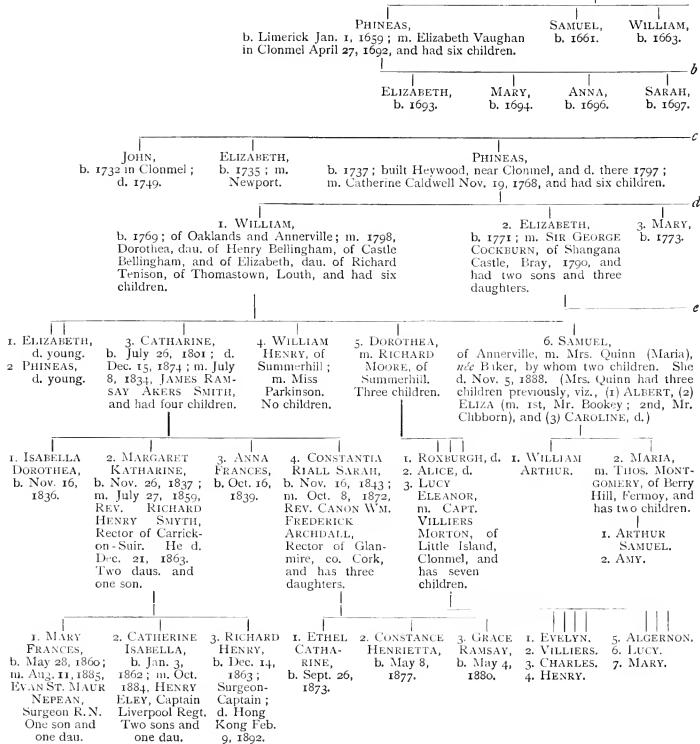 PHINEAS,
b. Limerick Jan. 1, 1659 ; m. Elizabeth Vaughan
in Clonmel April 27, 1692, and had six children.
SAMUEL,
b. 1661.
WILLIAM,
b. 1663.
b
ELIZABETH,
b. 1693.
MARY,
b. 1694.
ANNA,
b. 1696.
SARAH,
b. 1697.
c
JOHN,
b. 1732 in Clonmel ;
d. 1749.
ELIZABETH,
b. 1735 ; m.
Newport.
PHINEAS,
b. 1737 ; built Heywood, near Clonmel, and d. there 1797 ;
m. Catherine Caldwell Nov. 19, 1768, and had six children.
d
1. WILLIAM,
b. 1769 ; of Oaklands and Annerville ; m. 1798,
Dorothea, dau. of Henry Bellingham, of Castle
Bellingham, and of Elizabeth, dau. of Richard
Tenison, of Thomastown, Louth, and had six
children.
2. ELIZABETH,
b. 1771 ; m. SIR GEORGE
COCKBURN, of Shangana
Castle, Bray, 1790, and
had two sons and three
daughters.
3. MARY,
b. 1773.
e
1. ELIZABETH,
d. young.
2 PHINEAS,
d. young.
3. CATHARINE,
b. July 26, 1801 ; d.
Dec. 15, 1874 ; m. July
8, 1834, JAMES RAM-
SAY AKERS SMITH,
and had four children.
4. WILLIAM
HENRY, of
Summerhill ;
m. Miss
Parkinson.
No children.
5. DOROTHEA,
m. RICHARD
MOORE, of
Summerhill.
Three children.
6. SAMUEL,
of Annerville, m. Mrs. Quinn (Maria),
née Biker, by whom two children. She
d. Nov. 5, 1888. (Mrs. Quinn had three
children previously, viz., (1) ALBERT, (2)
ELIZA (m. 1st, Mr. Bookey ; 2nd, Mr.
Clibborn), and (3) CAROLINE, d.)
1. ISABELLA
DOROTHEA,
b. Nov. 16,
1836.
2. MARGARET
KATHARINE,
b. Nov. 26, 1837 ;
m. July 27, 1859,
REV. RICHARD
HENRY SMYTH,
Rector of Carrick-
on-Suir. He d.
Dec. 21, 1863.
Two daus. and
one son.
3. ANNA
FRANCES,
b. Oct. 16,
1839.
4. CONSTANTIA
RIALL SARAH,
b. Nov. 16, 1843 ;
m. Oct. 8, 1872,
REV. CANON WM.
FREDERICK
ARCHDALL,
Rector of Glan-
mire, co. Cork,
and has three
daughters.
1. ROXBURGH, d.
2. ALICE, d.
3. LUCY
ELEANOR,
m. CAPT.
VILLIERS
MORTON, of
Little Island,
Clonmel, and
has seven
children.
1. WILLIAM
ARTHUR.
2. MARIA,
m. THOS. MONT-
GOMERY, of Berry
Hill, Fermoy, and
has two children.
1. ARTHUR
SAMUEL.
2. AMY.
1. MARY
FRANCES,
b. May 28, 1860 ;
m. Aug. 11, 1885,
EVAN ST. MAUR
NEPEAN,
Surgeon R.N.
One son and
one dau.
2. CATHERINE
ISABELLA,
b. Jan. 3,
1862 ; m. Oct.
1884, HENRY
ELEY, Captain
Liverpool Regt.
Two sons and
one dau.
3. RICHARD
HENRY,
b. Dec. 14,
1863 ;
Surgeon-
Captain ;
d. Hong
Kong Feb.
9, 1892.
1. ETHEL
CATHA-
RINE,
b. Sept. 26,
1873.
2. CONSTANCE
HENRIETTA,
b. May 8,
1877.
3. GRACE
RAMSAY,
b. May 4,
1880.
1. EVELYN.
2. VILLIERS.
3. CHARLES.
4. HENRY.
5. ALGERNON.
6. LUCY.
7. MARY.